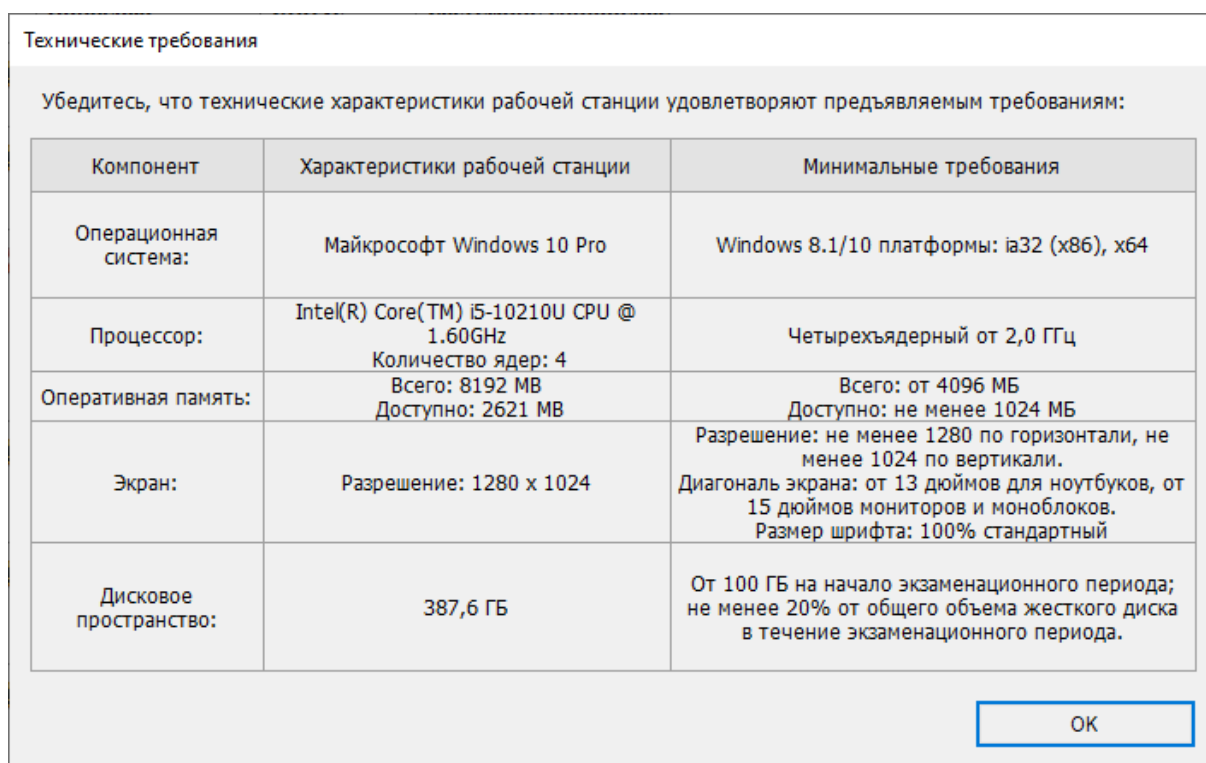 Технические требования
Убедитесь, что технические характеристики рабочей станции удовлетворяют предъявляемым требованиям:
Компонент
Характеристики рабочей станции
Минимальные требования
Операционная
система:
Майкрософт Windows 10 Pro
Windows 8.1/10 платформы: ia32 (x86), x64
Процессор:
Intel(R) Core(TM) i5-10210U CPU @
1.60GHz
Количество ядер: 4
Четырехъядерный от 2,0 ГГц
Оперативная память:
Всего: 8192 MB
Доступно: 2621 MB
Всего: от 4096 МБ
Доступно: не менее 1024 МБ
Экран:
Разрешение: 1280 x 1024
Разрешение: не менее 1280 по горизонтали, не
менее 1024 по вертикали.
Диагональ экрана: от 13 дюймов для ноутбуков, от
15 дюймов мониторов и моноблоков.
Размер шрифта: 100% стандартный
Дисковое
пространство:
387,6 ГБ
От 100 ГБ на начало экзаменационного периода;
не менее 20% от общего объема жесткого диска
в течение экзаменационного периода.
OK